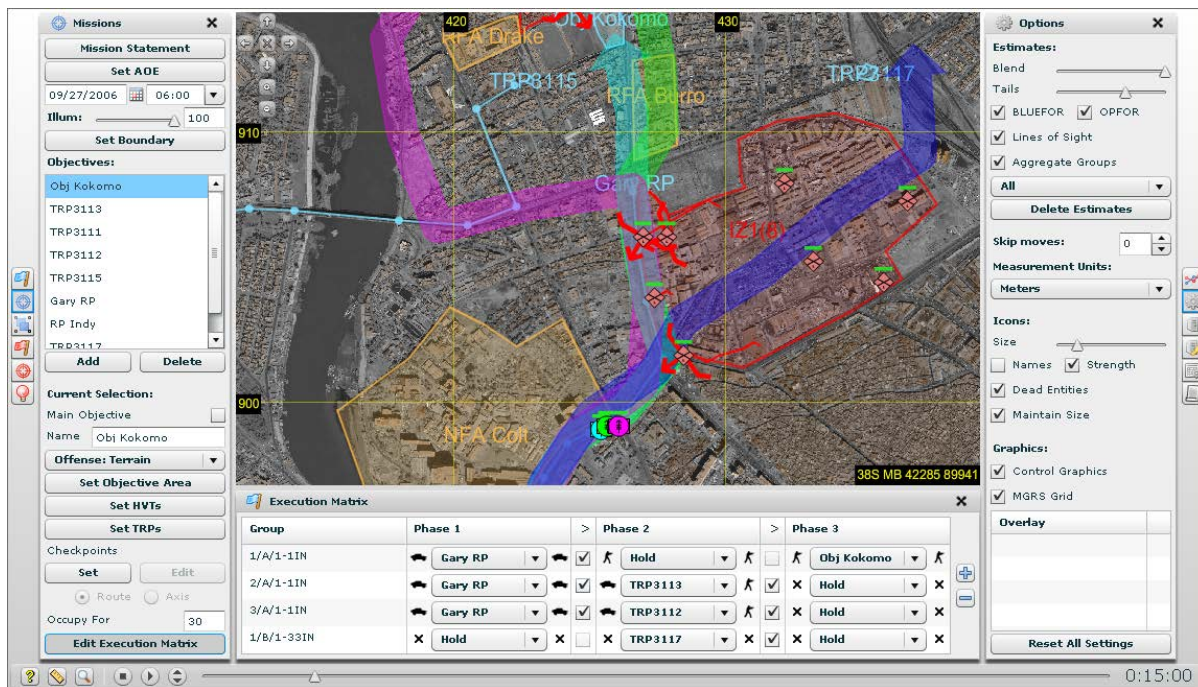 Missions
Mission Statement
Set AOE
09/27/2006 06:00
Illum: 100
Set Boundary
Objectives:
Obj Kokomo
TRP3113
TRP3111
TRP3112
TRP3115
Gary RP
RP Indy
TRP3117
Add Delete
Current Selection:
Main Objective
Name Obj Kokomo
Offense: Terrain
Set Objective Area
Set HVTs
Set TRPs
Checkpoints
Set Edit
Route Axis
Occupy For 30
Edit Execution Matrix
420 430
Obj Kokomo
RFA Drake
TRP3115
TRP3117
RFA Burro
910
Gary RP
IZ1(6)
900
NFA Colt
38S MB 42285 89941
Execution Matrix
Group Phase 1 > Phase 2 > Phase 3
1/A/1-1IN Gary RP Hold Obj Kokomo
2/A/1-1IN Gary RP TRP3113 Hold
3/A/1-1IN Gary RP TRP3112 Hold
1/B/1-33IN Hold TRP3117 Hold
Options
Estimates:
Blend
Tails
BLUEFOR OPFOR
Lines of Sight
Aggregate Groups
All
Delete Estimates
Skip moves: 0
Measurement Units:
Meters
Icons:
Size
Names Strength
Dead Entities
Maintain Size
Graphics:
Control Graphics
MGRS Grid
Overlay
Reset All Settings
0:15:00